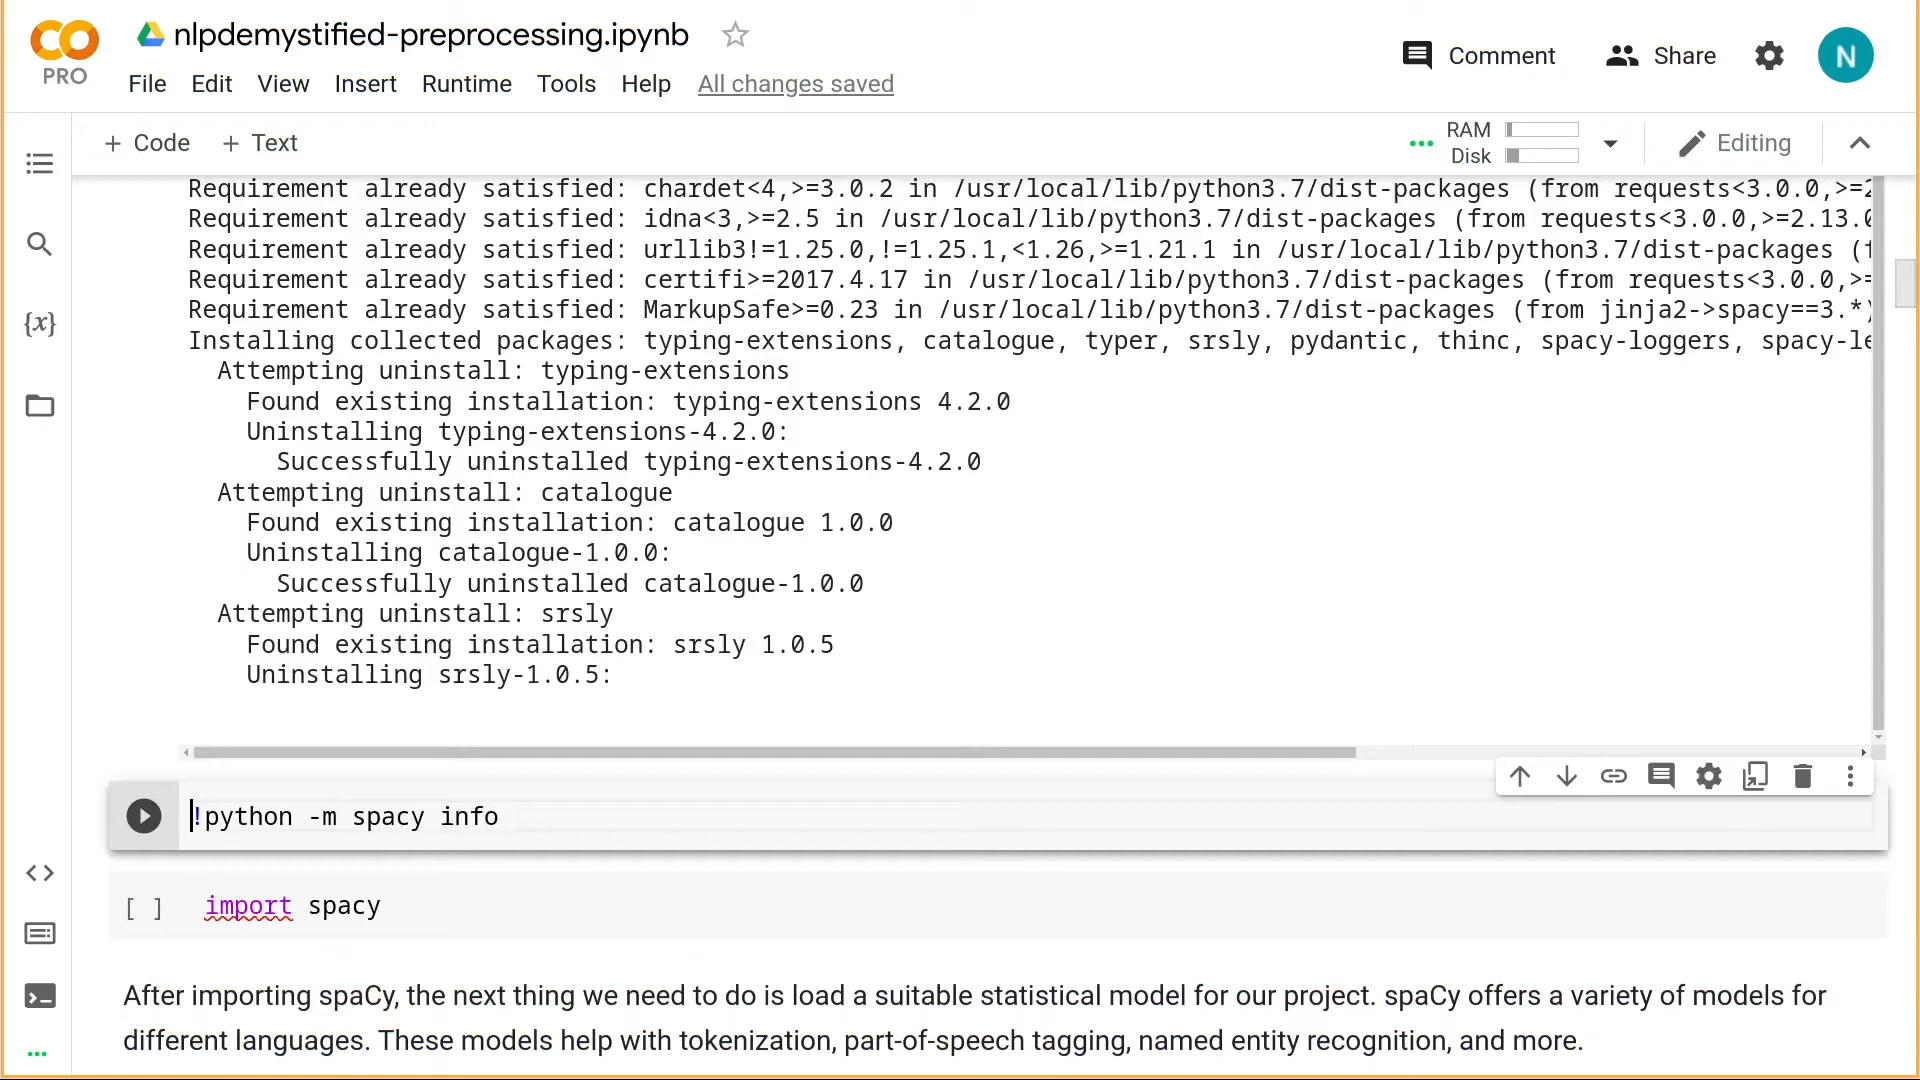 nlpdemystified-preprocessing.ipynb
PRO
File Edit View Insert Runtime Tools Help All changes saved
Comment Share N
+ Code + Text
RAM
Disk
Editing
Requirement already satisfied: chardet<4,>=3.0.2 in /usr/local/lib/python3.7/dist-packages (from requests<3.0.0,>=2
Requirement already satisfied: idna<3,>=2.5 in /usr/local/lib/python3.7/dist-packages (from requests<3.0.0,>=2.13.0
Requirement already satisfied: urllib3!=1.25.0,!=1.25.1,<1.26,>=1.21.1 in /usr/local/lib/python3.7/dist-packages (f
Requirement already satisfied: certifi>=2017.4.17 in /usr/local/lib/python3.7/dist-packages (from requests<3.0.0,>=
Requirement already satisfied: MarkupSafe>=0.23 in /usr/local/lib/python3.7/dist-packages (from jinja2->spacy==3.*)
Installing collected packages: typing-extensions, catalogue, typer, srsly, pydantic, thinc, spacy-loggers, spacy-le
Attempting uninstall: typing-extensions
Found existing installation: typing-extensions 4.2.0
Uninstalling typing-extensions-4.2.0:
Successfully uninstalled typing-extensions-4.2.0
Attempting uninstall: catalogue
Found existing installation: catalogue 1.0.0
Uninstalling catalogue-1.0.0:
Successfully uninstalled catalogue-1.0.0
Attempting uninstall: srsly
Found existing installation: srsly 1.0.5
Uninstalling srsly-1.0.5:
!python -m spacy info
[ ] import spacy
After importing spaCy, the next thing we need to do is load a suitable statistical model for our project. spaCy offers a variety of models for
different languages. These models help with tokenization, part-of-speech tagging, named entity recognition, and more.